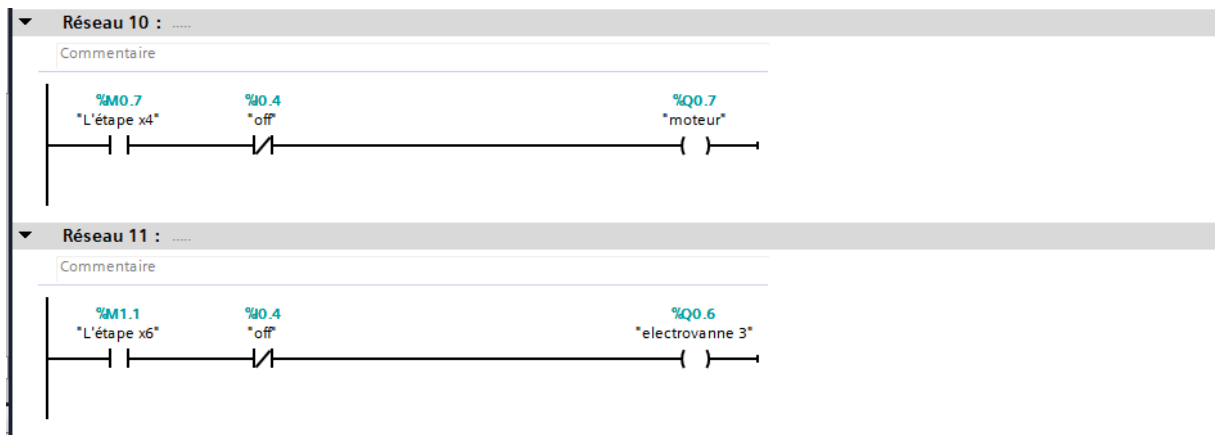 Réseau 10 : .....
Commentaire
%M0.7 %I0.4 %Q0.7
"L'étape x4" "off" "moteur"
Réseau 11 : .....
Commentaire
%M1.1 %I0.4 %Q0.6
"L'étape x6" "off" "electrovanne 3"